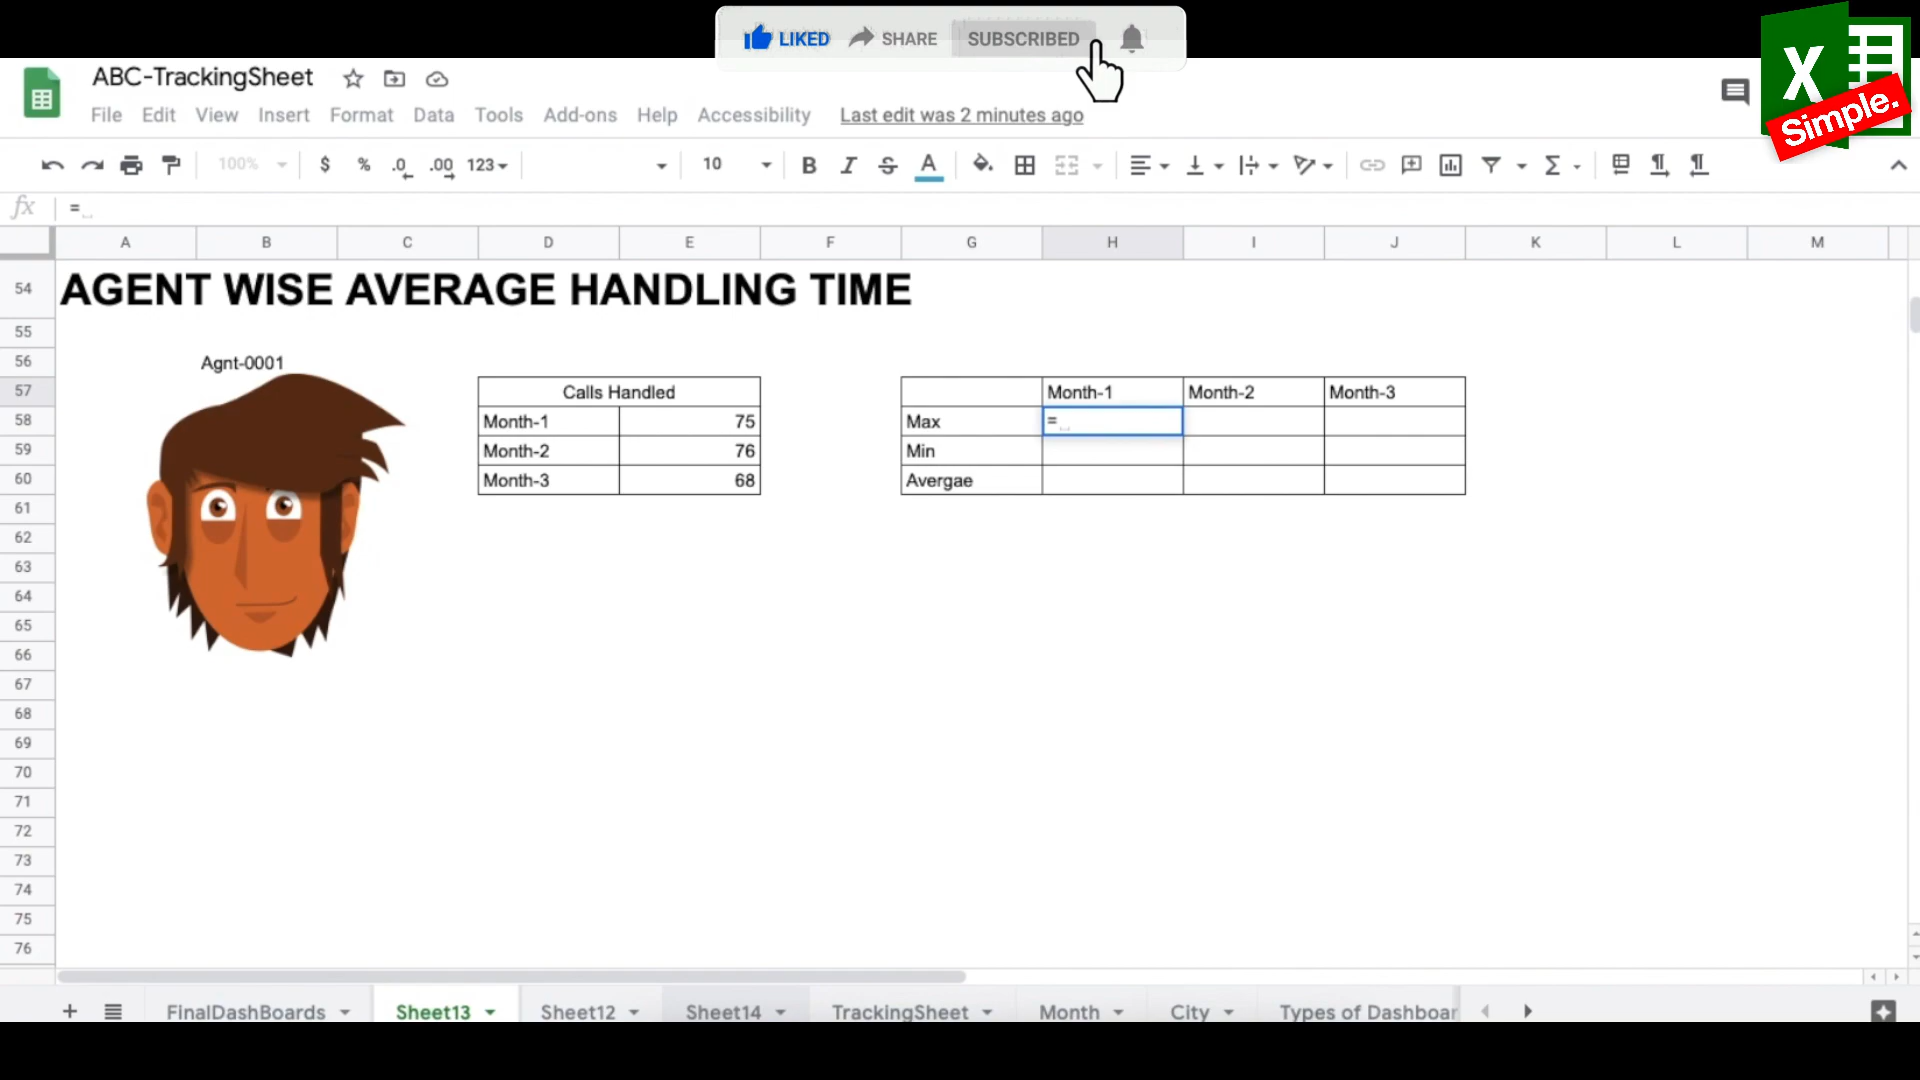 LIKED SHARE SUBSCRIBED
X
Simple.
ABC-TrackingSheet
File Edit View Insert Format Data Tools Add-ons Help Accessibility Last edit was 2 minutes ago
100% $ % .0 .00 123 10 B I S A
fx =
A B C D E F G H I J K L M
54 AGENT WISE AVERAGE HANDLING TIME
55
56 Agnt-0001
57 Calls Handled Month-1 Month-2 Month-3
58 Month-1 75 Max =
59 Month-2 76 Min
60 Month-3 68 Avergae
61
62
63
64
65
66
67
68
69
70
71
72
73
74
75
76
+ FinalDashBoards Sheet13 Sheet12 Sheet14 TrackingSheet Month City Types of Dashboar